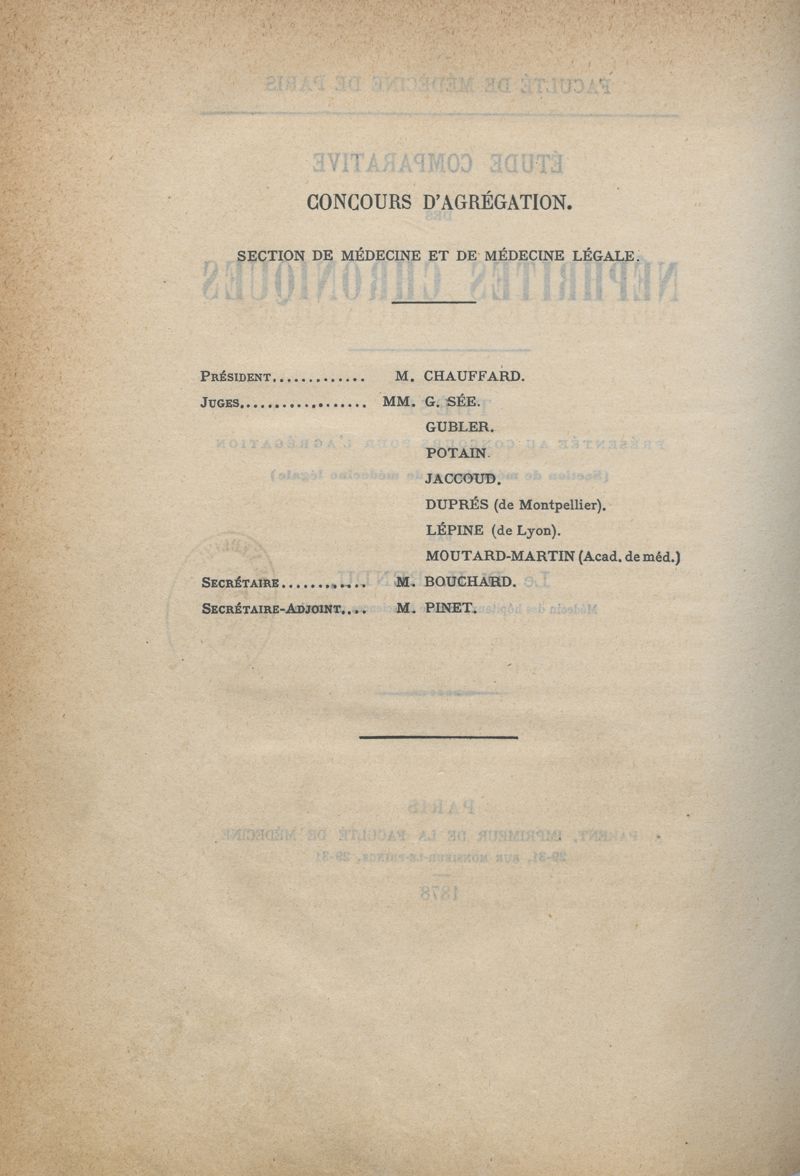 CONCOURS D'AGRÉGATION.
SECTION DE MÉDECINE ET DE MÉDECINE LÉGALE.
PRÉSIDENT............. M. CHAUFFARD.
JUGES.................. MM. G. SÉE.
GUBLER.
POTAIN.
JACCOUD.
DUPRÉS (de Montpellier).
LÉPINE (de Lyon).
MOUTARD-MARTIN (Acad. de méd.)
SECRÉTAIRE............ M. BOUCHARD.
SECRÉTAIRE-ADJOINT.... M. PINET.